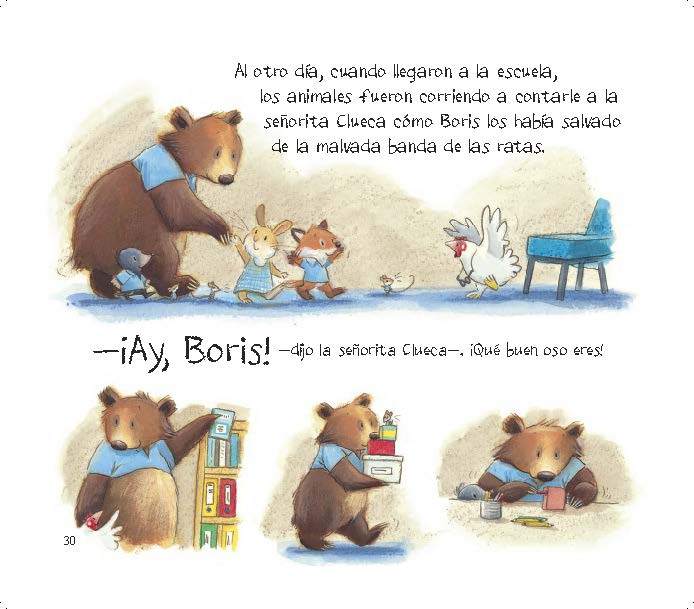 Al otro día, cuando llegaron a la escuela,
los animales fueron corriendo a contarle a la
señorita Clueca cómo Boris los había salvado
de la malvada banda de las ratas.
—¡Ay, Boris! —dijo la señorita Clueca—. ¡Qué buen oso eres!
30